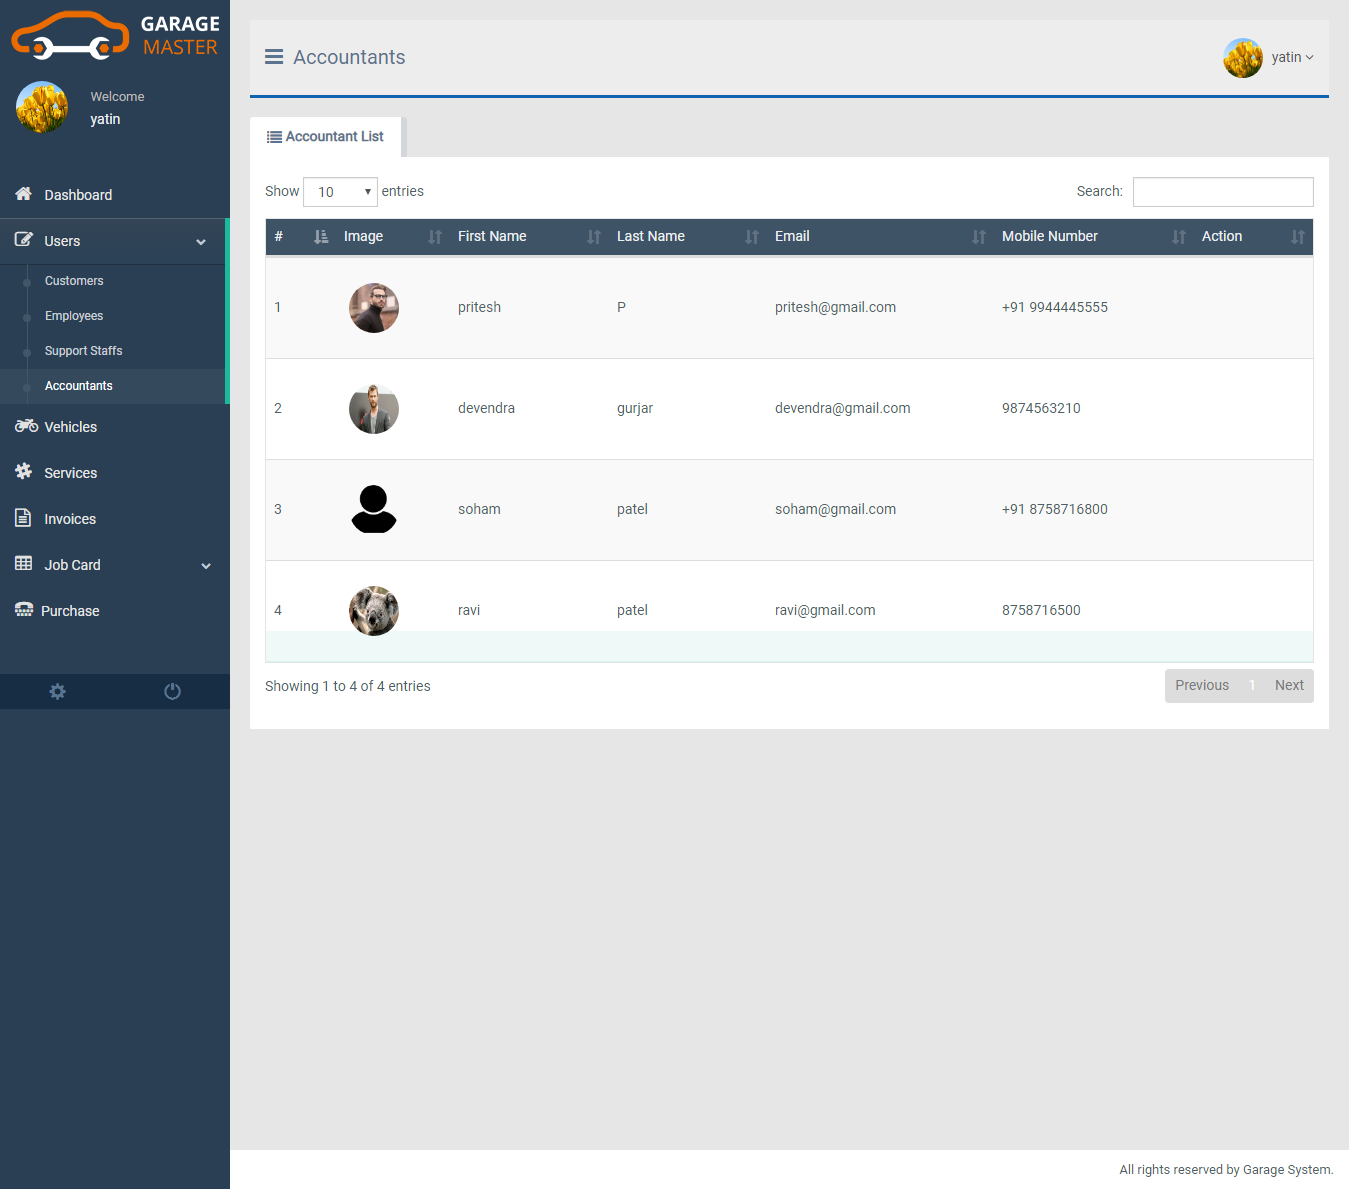 GARAGE
MASTER
Welcome
yatin
Dashboard
Users
Customers
Employees
Support Staffs
Accountants
Vehicles
Services
Invoices
Job Card
Purchase
Accountants
yatin
Accountant List
Show 10 entries
Search:
# Image First Name Last Name Email Mobile Number Action
1 pritesh P pritesh@gmail.com +91 9944445555
2 devendra gurjar devendra@gmail.com 9874563210
3 soham patel soham@gmail.com +91 8758716800
4 ravi patel ravi@gmail.com 8758716500
Showing 1 to 4 of 4 entries
Previous 1 Next
All rights reserved by Garage System.